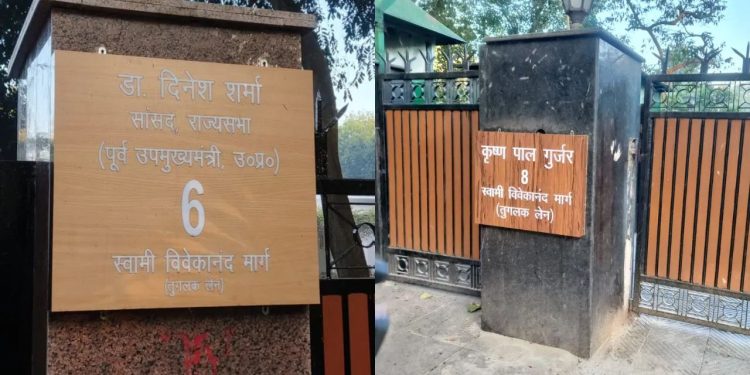 डा. दिनेश शर्मा
सांसद, राज्यसभा
(पूर्व उपमुख्यमंत्री, उ०प्र०)
6
स्वामी विवेकानंद मार्ग
(तुगलक लेन)
कृष्ण पाल गुर्जर
8
स्वामी विवेकानंद मार्ग
(तुगलक लेन)